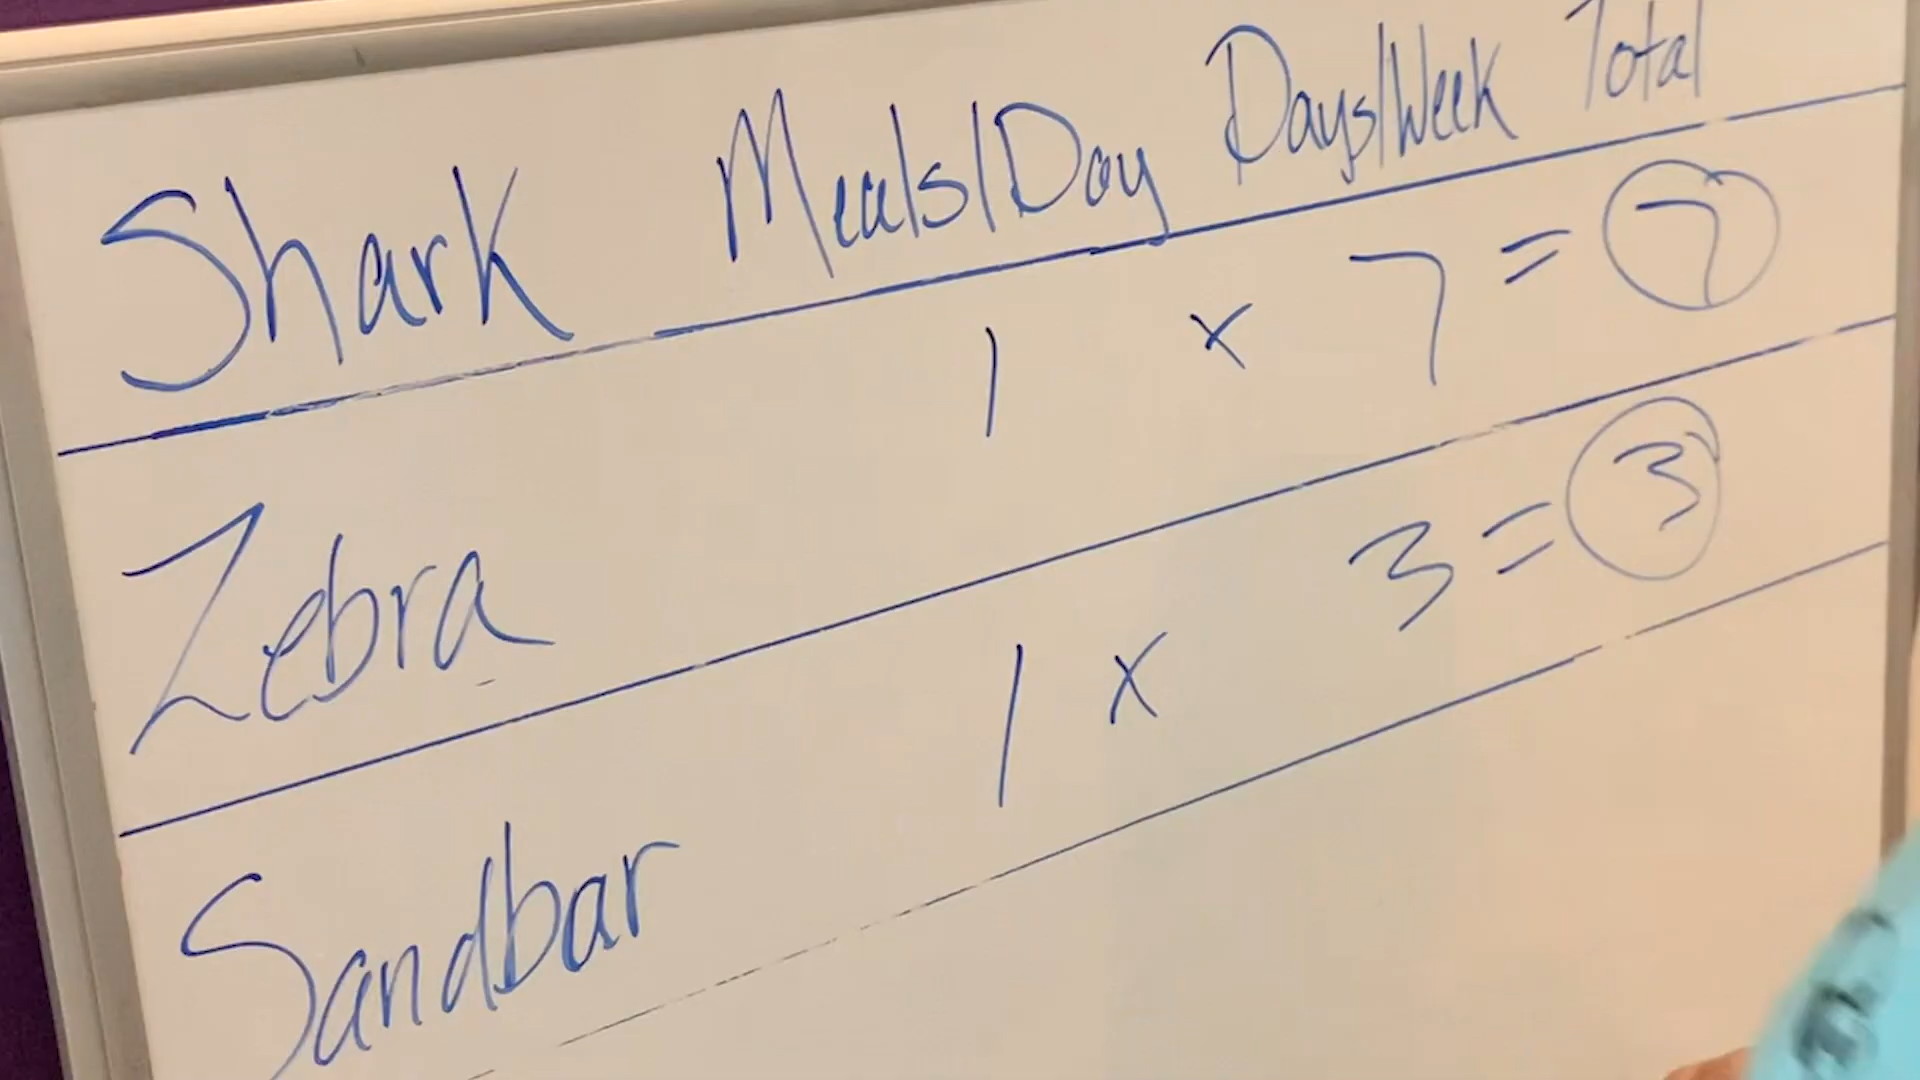 Shark Meals/Day Days/Week Total
Zebra 1 x 7 = 7
Sandbar 1 x 3 = 3